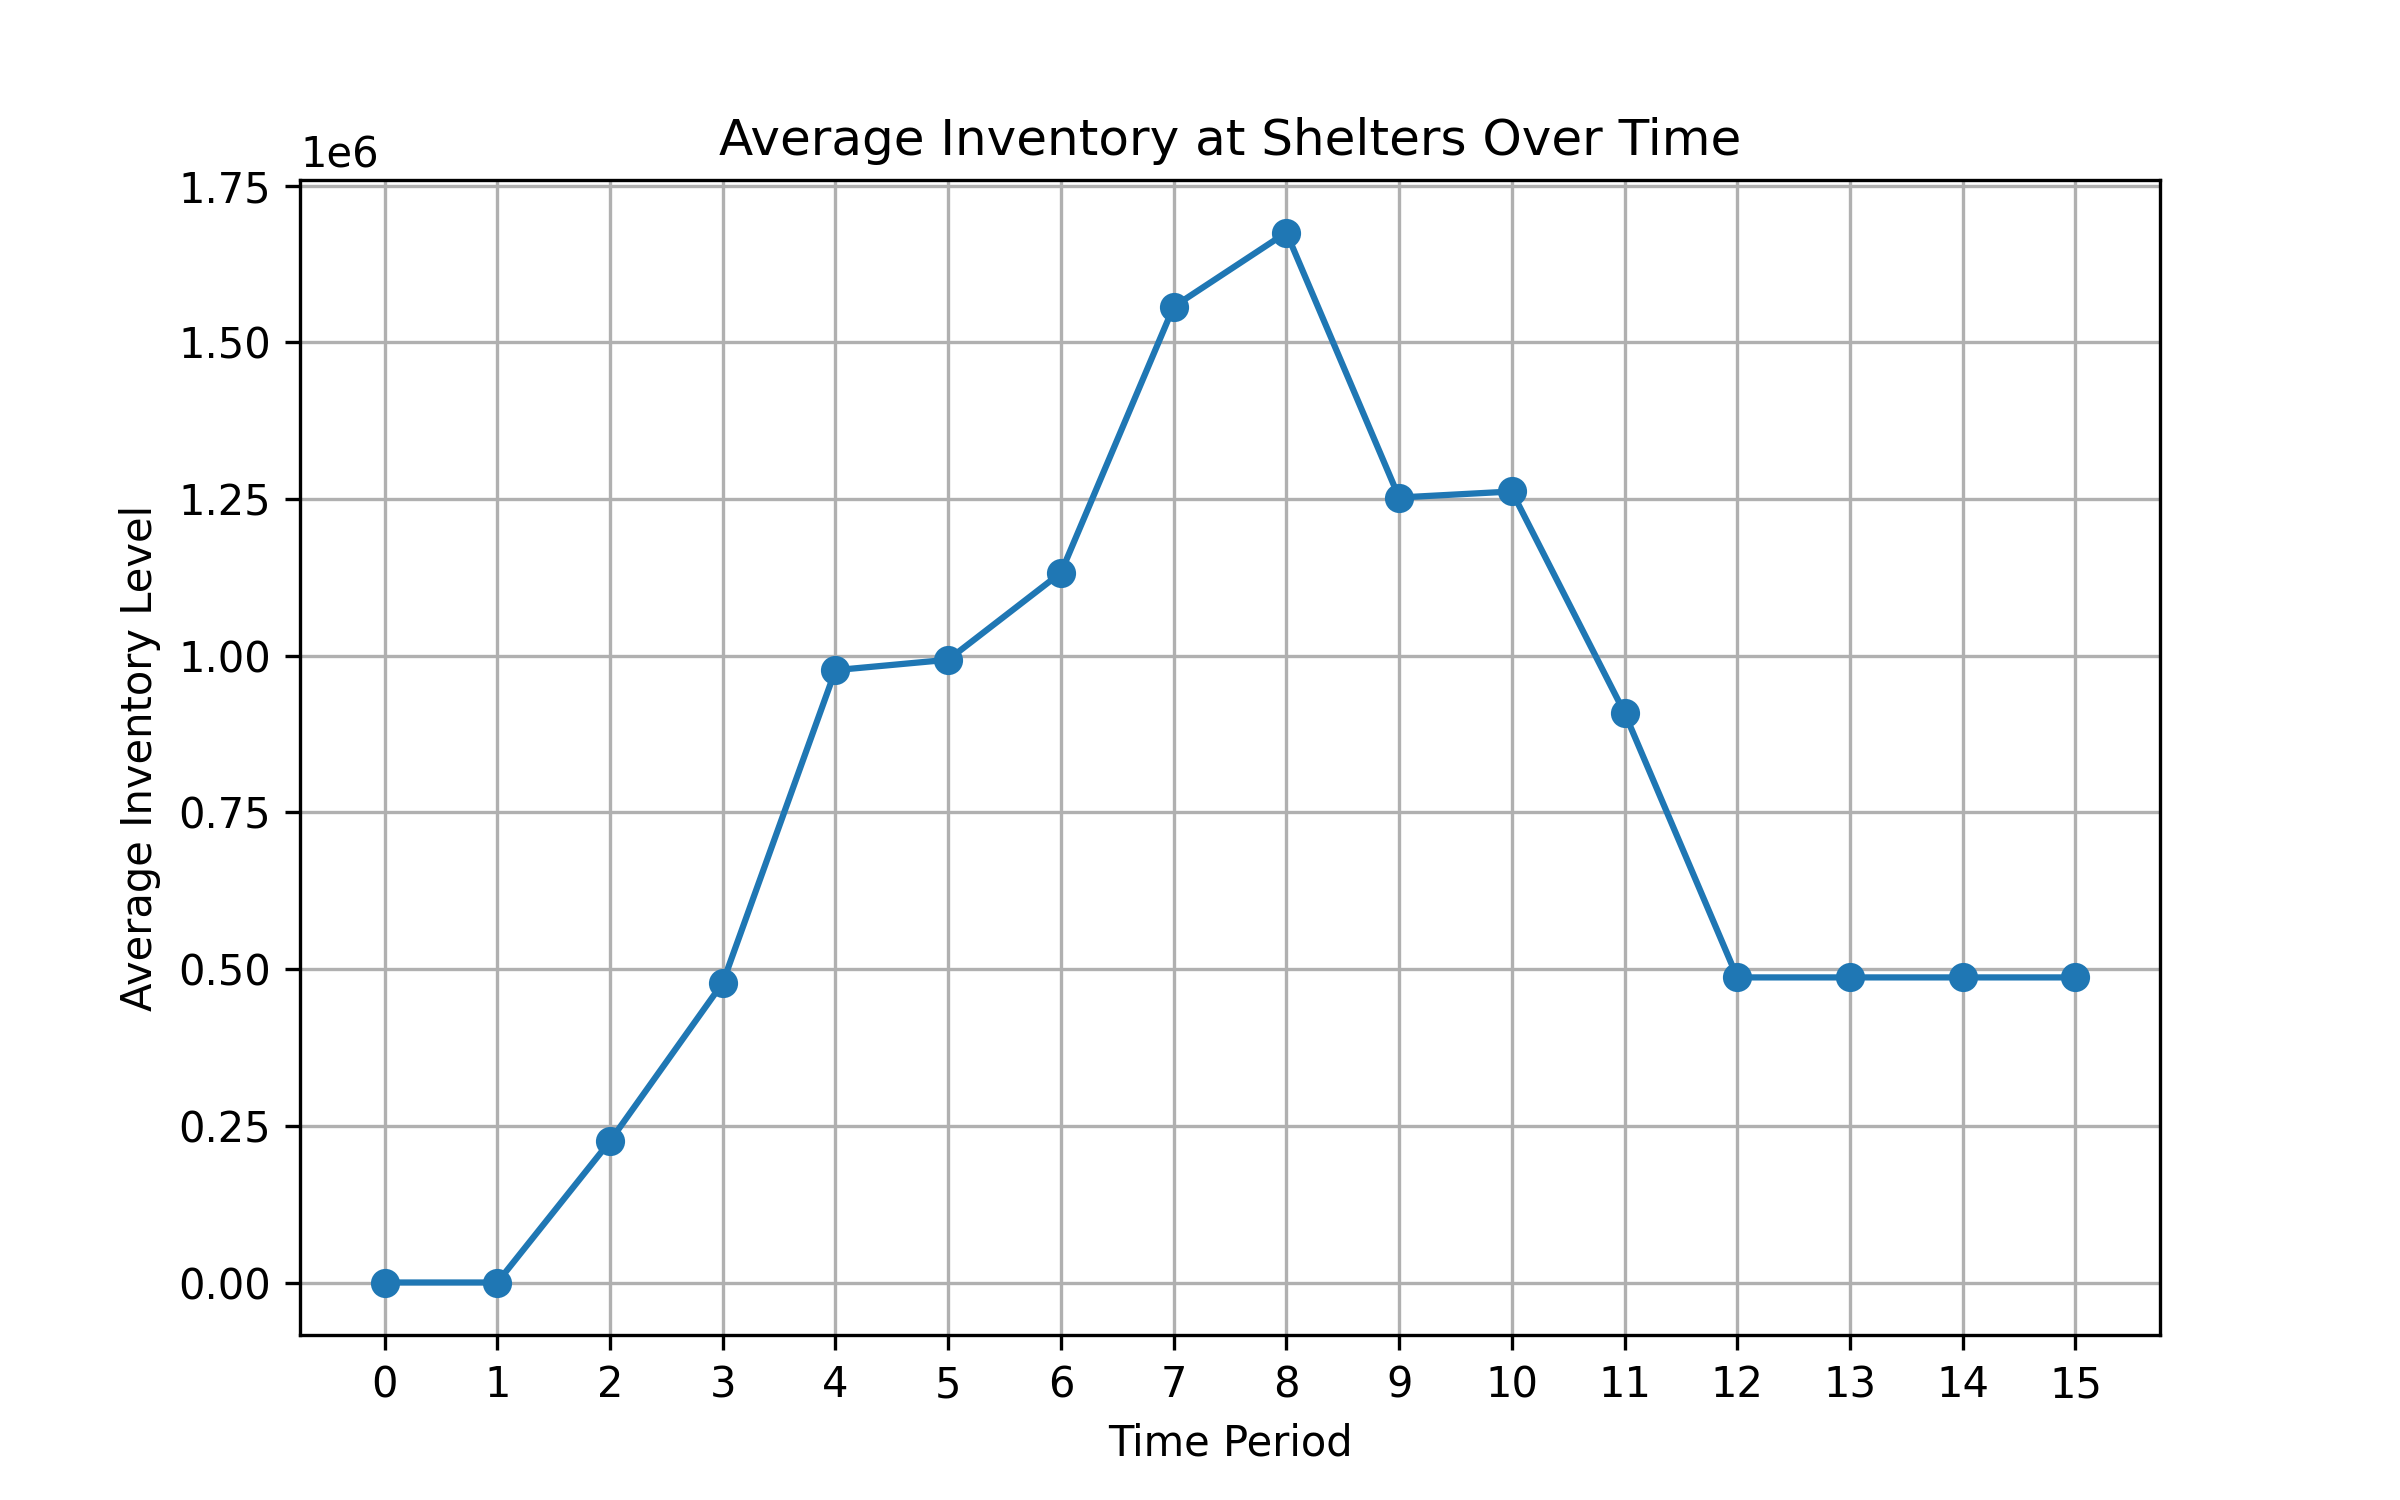 Average Inventory at Shelters Over Time
1e6
1.75
1.50
1.25
1.00
0.75
0.50
0.25
0.00
Average Inventory Level
0 1 2 3 4 5 6 7 8 9 10 11 12 13 14 15
Time Period